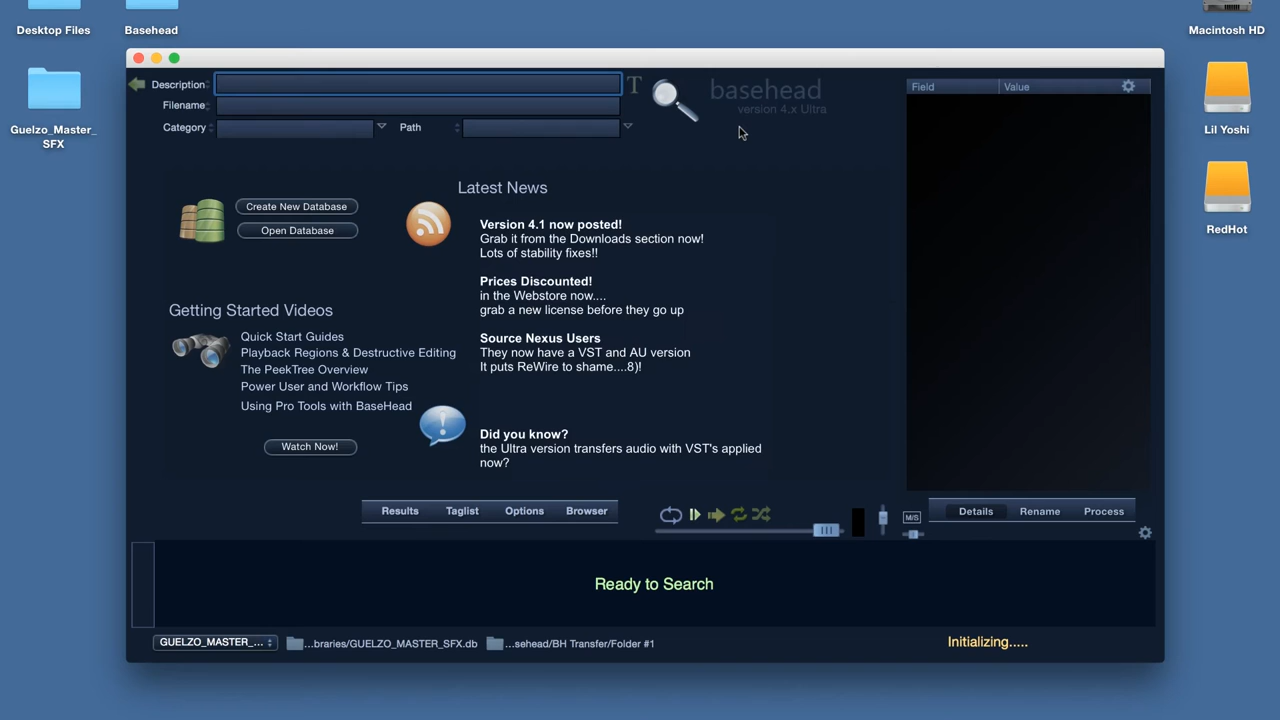 Desktop Files
Basehead
Macintosh HD
Guelzo_Master_
SFX
Lil Yoshi
RedHot
Description
Filename
Category
Path
T
basehead
version 4.x Ultra
Field
Value
Create New Database
Open Database
Latest News
Version 4.1 now posted!
Grab it from the Downloads section now!
Lots of stability fixes!!
Prices Discounted!
in the Webstore now....
grab a new license before they go up
Source Nexus Users
They now have a VST and AU version
It puts ReWire to shame....8)!
Getting Started Videos
Quick Start Guides
Playback Regions & Destructive Editing
The PeekTree Overview
Power User and Workflow Tips
Using Pro Tools with BaseHead
Watch Now!
Did you know?
the Ultra version transfers audio with VST's applied
now?
Results
Taglist
Options
Browser
M/S
Details
Rename
Process
Ready to Search
GUELZO_MASTER_...
...braries/GUELZO_MASTER_SFX.db
...sehead/BH Transfer/Folder #1
Initializing.....